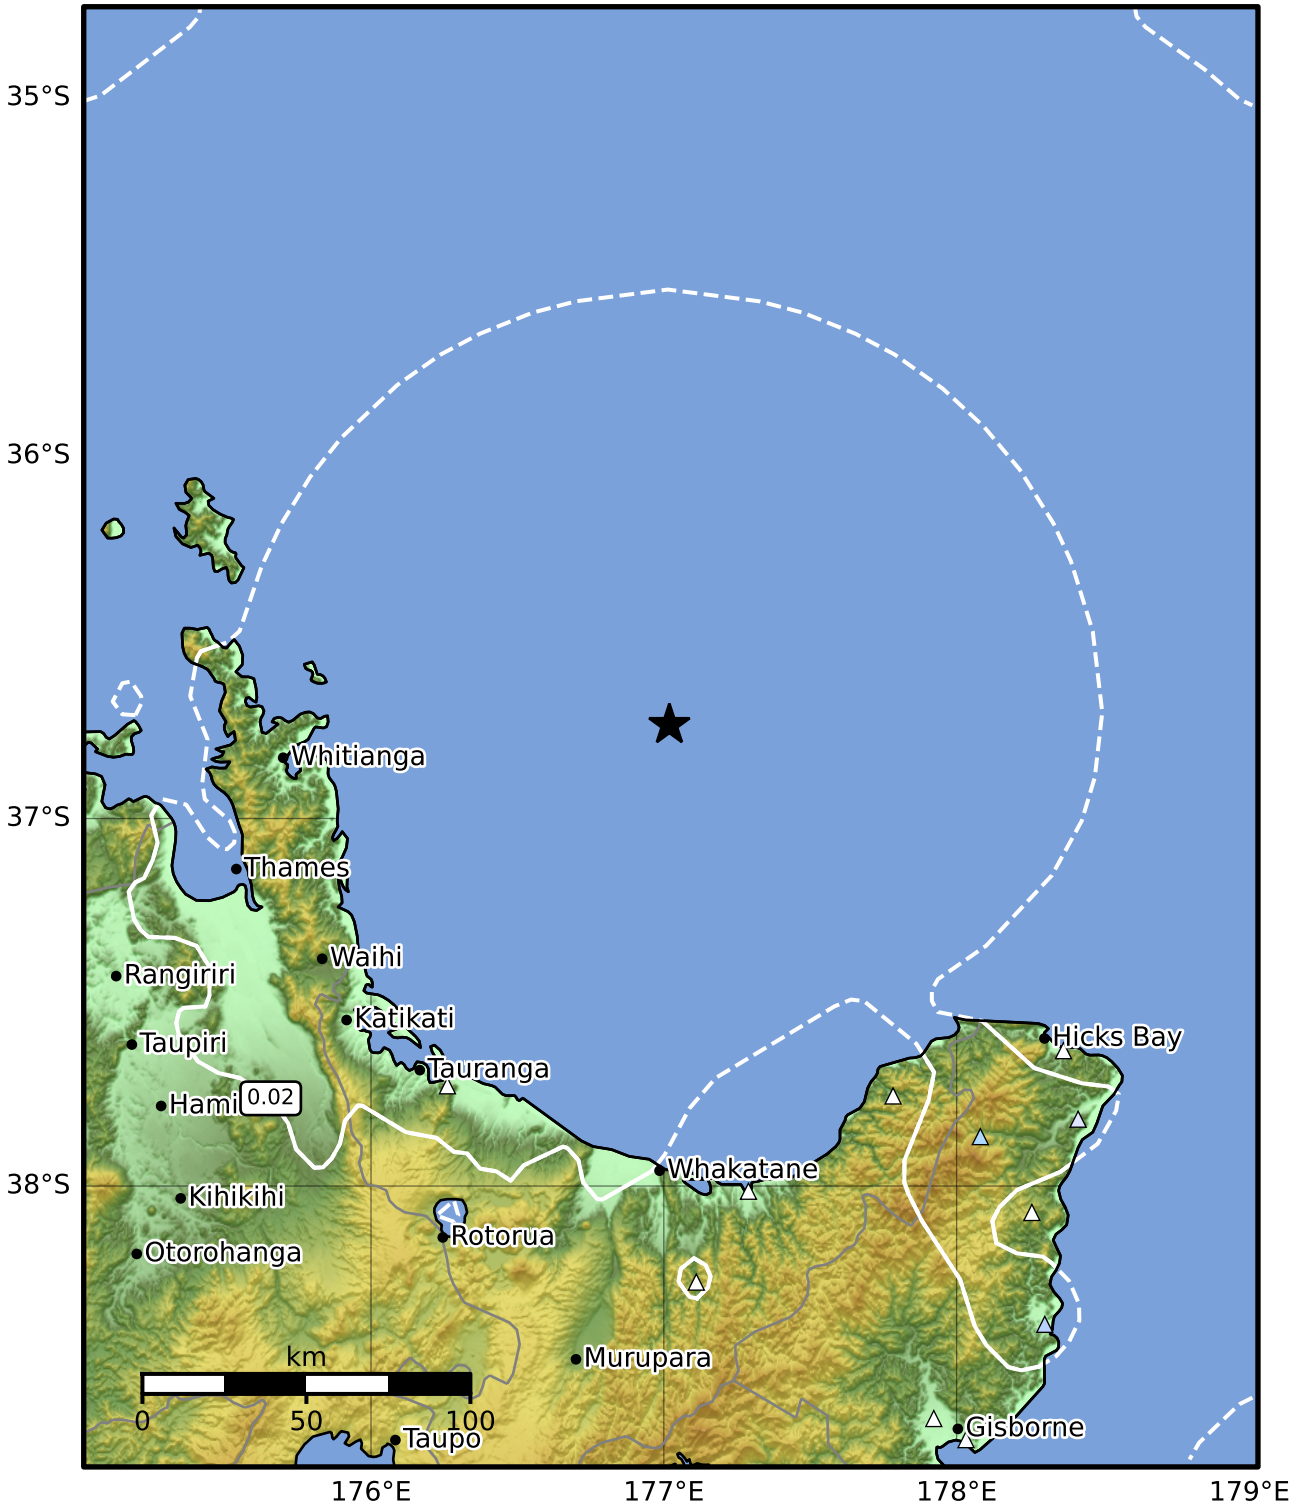 35°S
36°S
Whitianga
37°S
Thames
Waihi
Rangiriri
Katikati
Taupiri
Hicks Bay
Tauranga
Hami
0.02
Whakatane
38°S
Kihikihi
Rotorua
Otorohanga
km
Murupara
0
50
100
Gisborne
Taupo
176°E
177°E
178°E
179°E